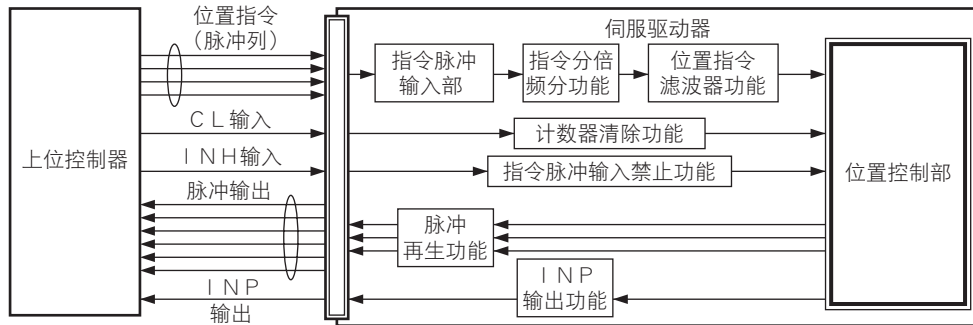 位置指令
（脉冲列）
伺服驱动器
指令脉冲
输入部
指令分倍
频分功能
位置指令
滤波器功能
ＣＬ输入
计数器清除功能
上位控制器
ＩＮＨ输入
指令脉冲输入禁止功能
位置控制部
脉冲输出
脉冲
再生功能
ＩＮＰ
输出
ＩＮＰ
输出功能